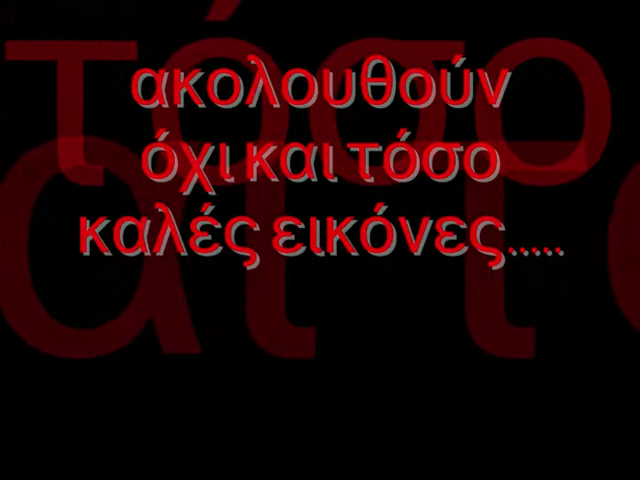 ακολουθούν
όχι και τόσο
καλές εικόνες.....